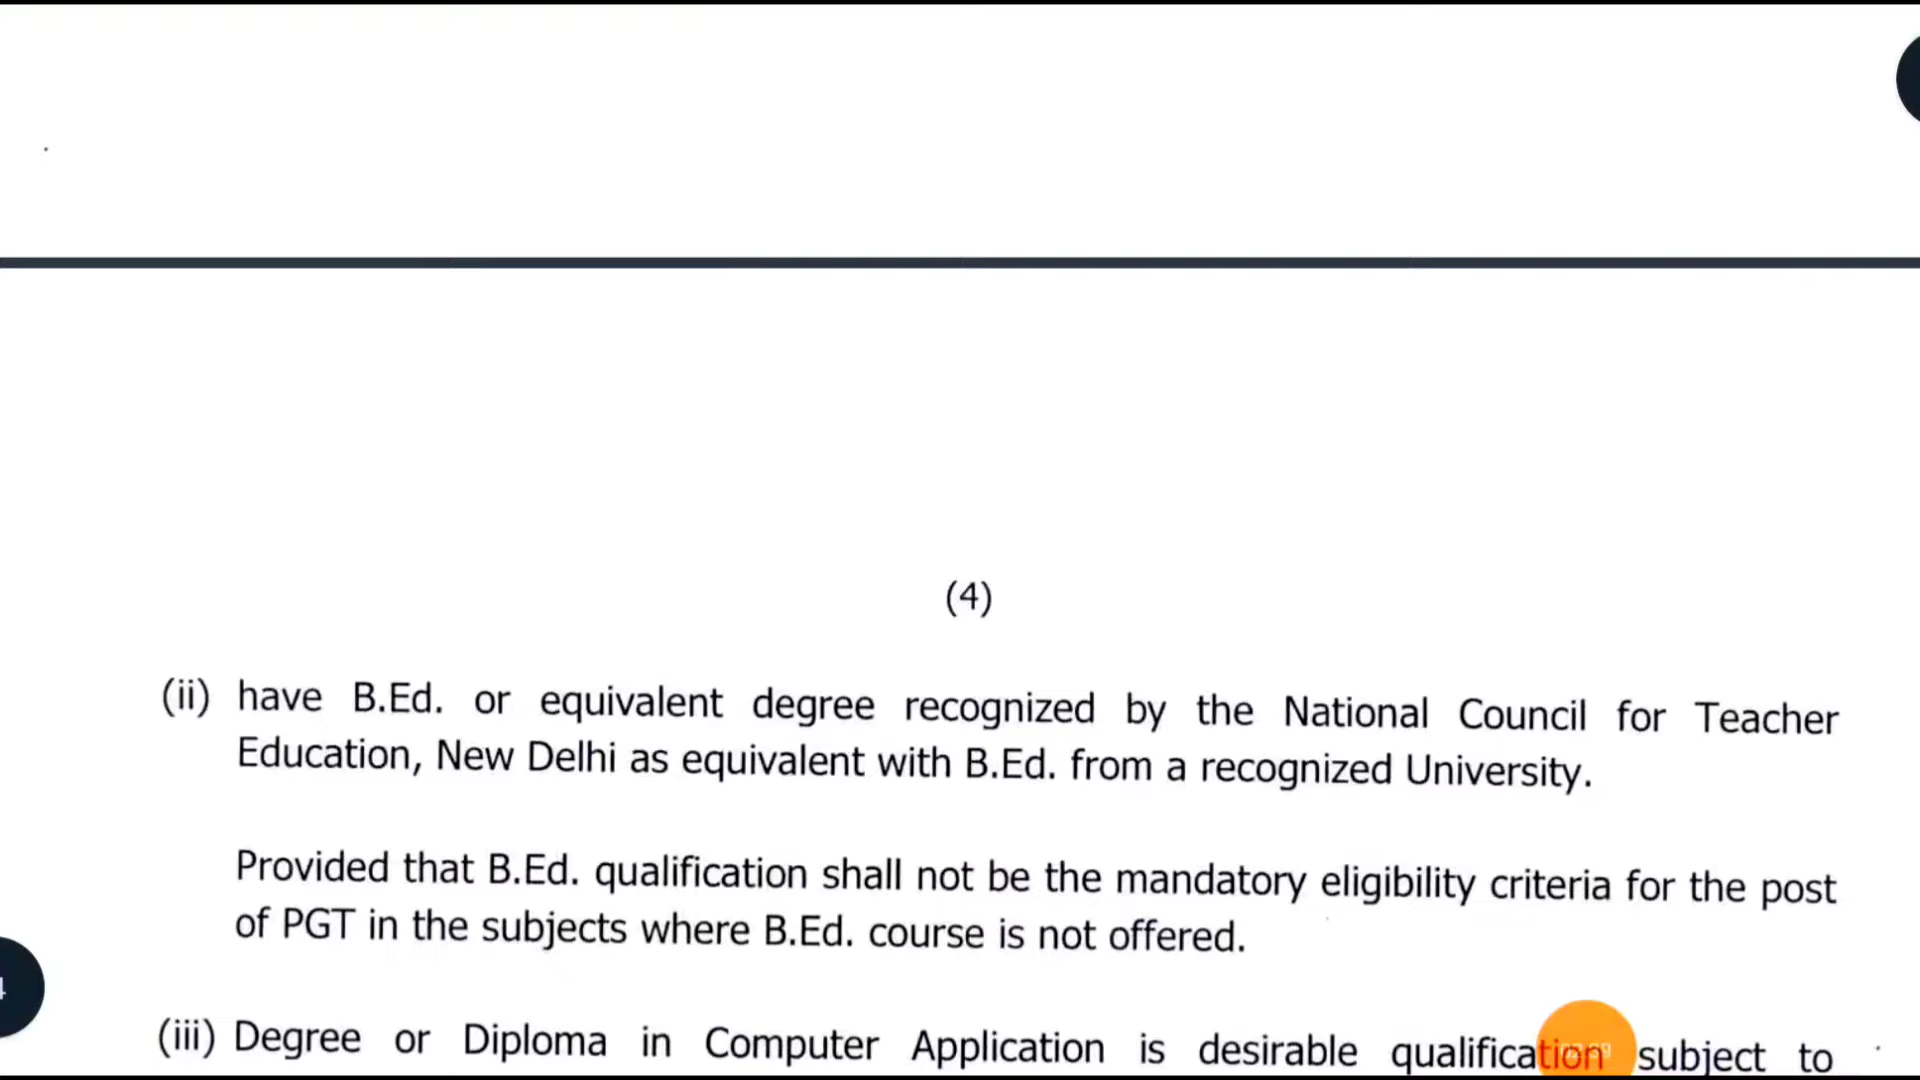 (4)
(ii) have B.Ed. or equivalent degree recognized by the National Council for Teacher
Education, New Delhi as equivalent with B.Ed. from a recognized University.
Provided that B.Ed. qualification shall not be the mandatory eligibility criteria for the post
of PGT in the subjects where B.Ed. course is not offered.
4
(iii) Degree or Diploma in Computer Application is desirable qualification subject to